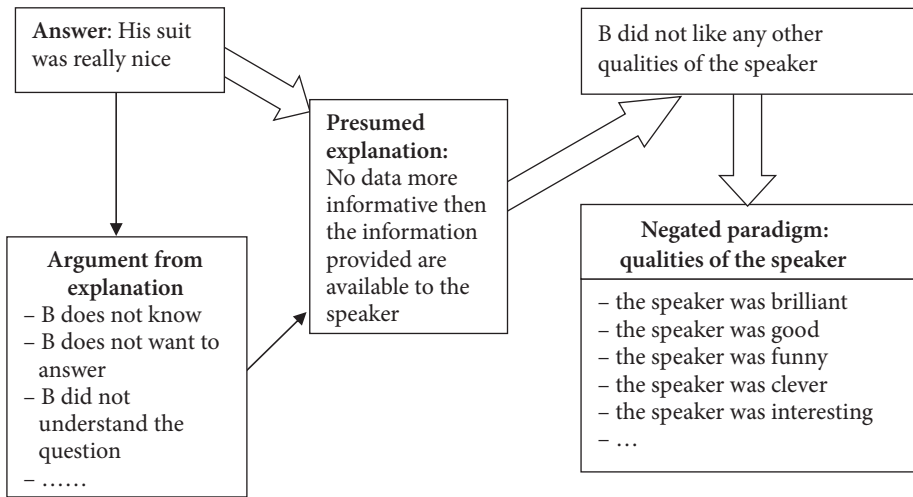 Answer: His suit
was really nice
Argument from
explanation
– B does not know
– B does not want to
answer
– B did not
understand the
question
– ......
Presumed
explanation:
No data more
informative then
the information
provided are
available to the
speaker
B did not like any other
qualities of the speaker
Negated paradigm:
qualities of the speaker
– the speaker was brilliant
– the speaker was good
– the speaker was funny
– the speaker was clever
– the speaker was interesting
– …